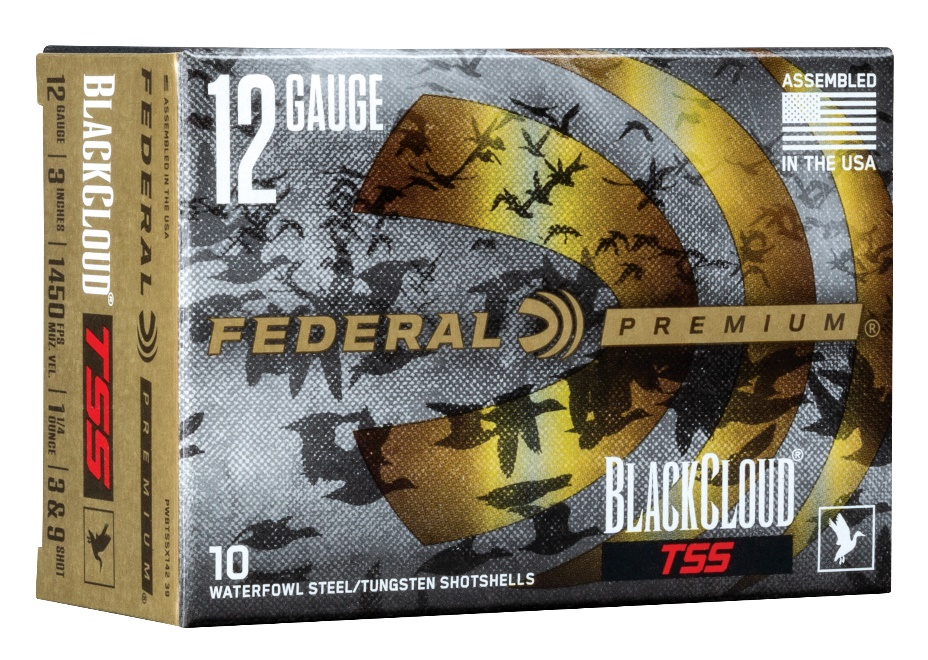 12 GAUGE
ASSEMBLED
IN THE USA
FEDERAL PREMIUM®
BLACKCLOUD®
TSS
10
WATERFOWL STEEL/TUNGSTEN SHOTSHELLS
ASSEMBLED IN THE USA
FEDERAL PREMIUM®
PWBTSSX142 39
BLACKCLOUD® TSS
12 GAUGE | 3 INCHES | 1450 FPS MUZ. VEL. | 1 1/4 OUNCE | 3 & 9 SHOT